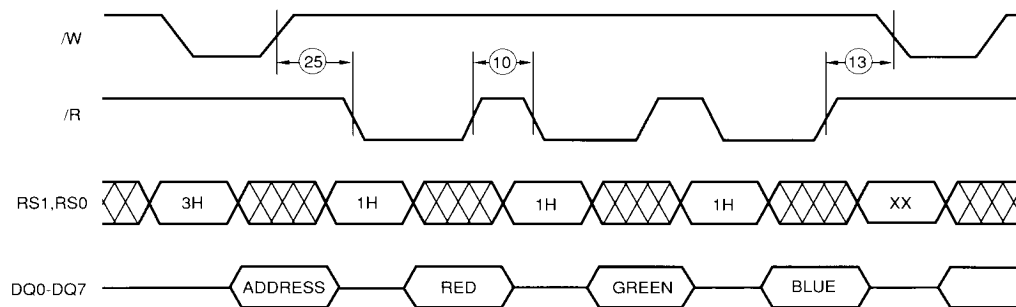 /W
25 10 13
/R
RS1,RS0 3H 1H 1H 1H XX
DQ0-DQ7 ADDRESS RED GREEN BLUE